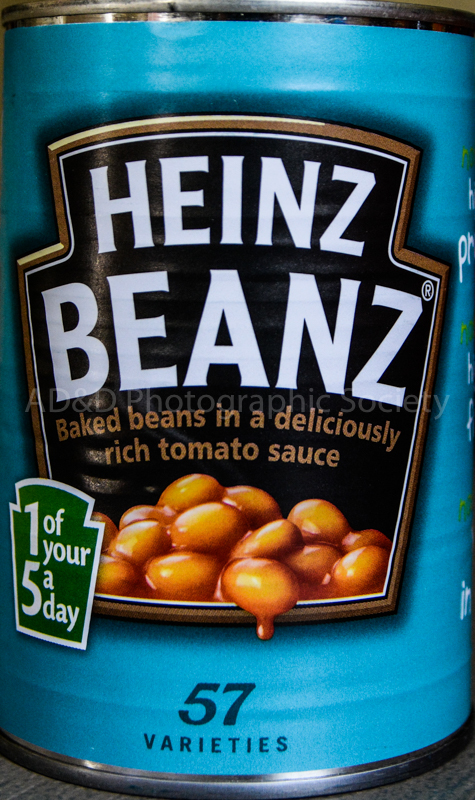 HEINZ
BEANZ®
AD&D Photographic Society
Baked beans in a deliciously
rich tomato sauce
1 of
your
5 a
day
57
VARIETIES